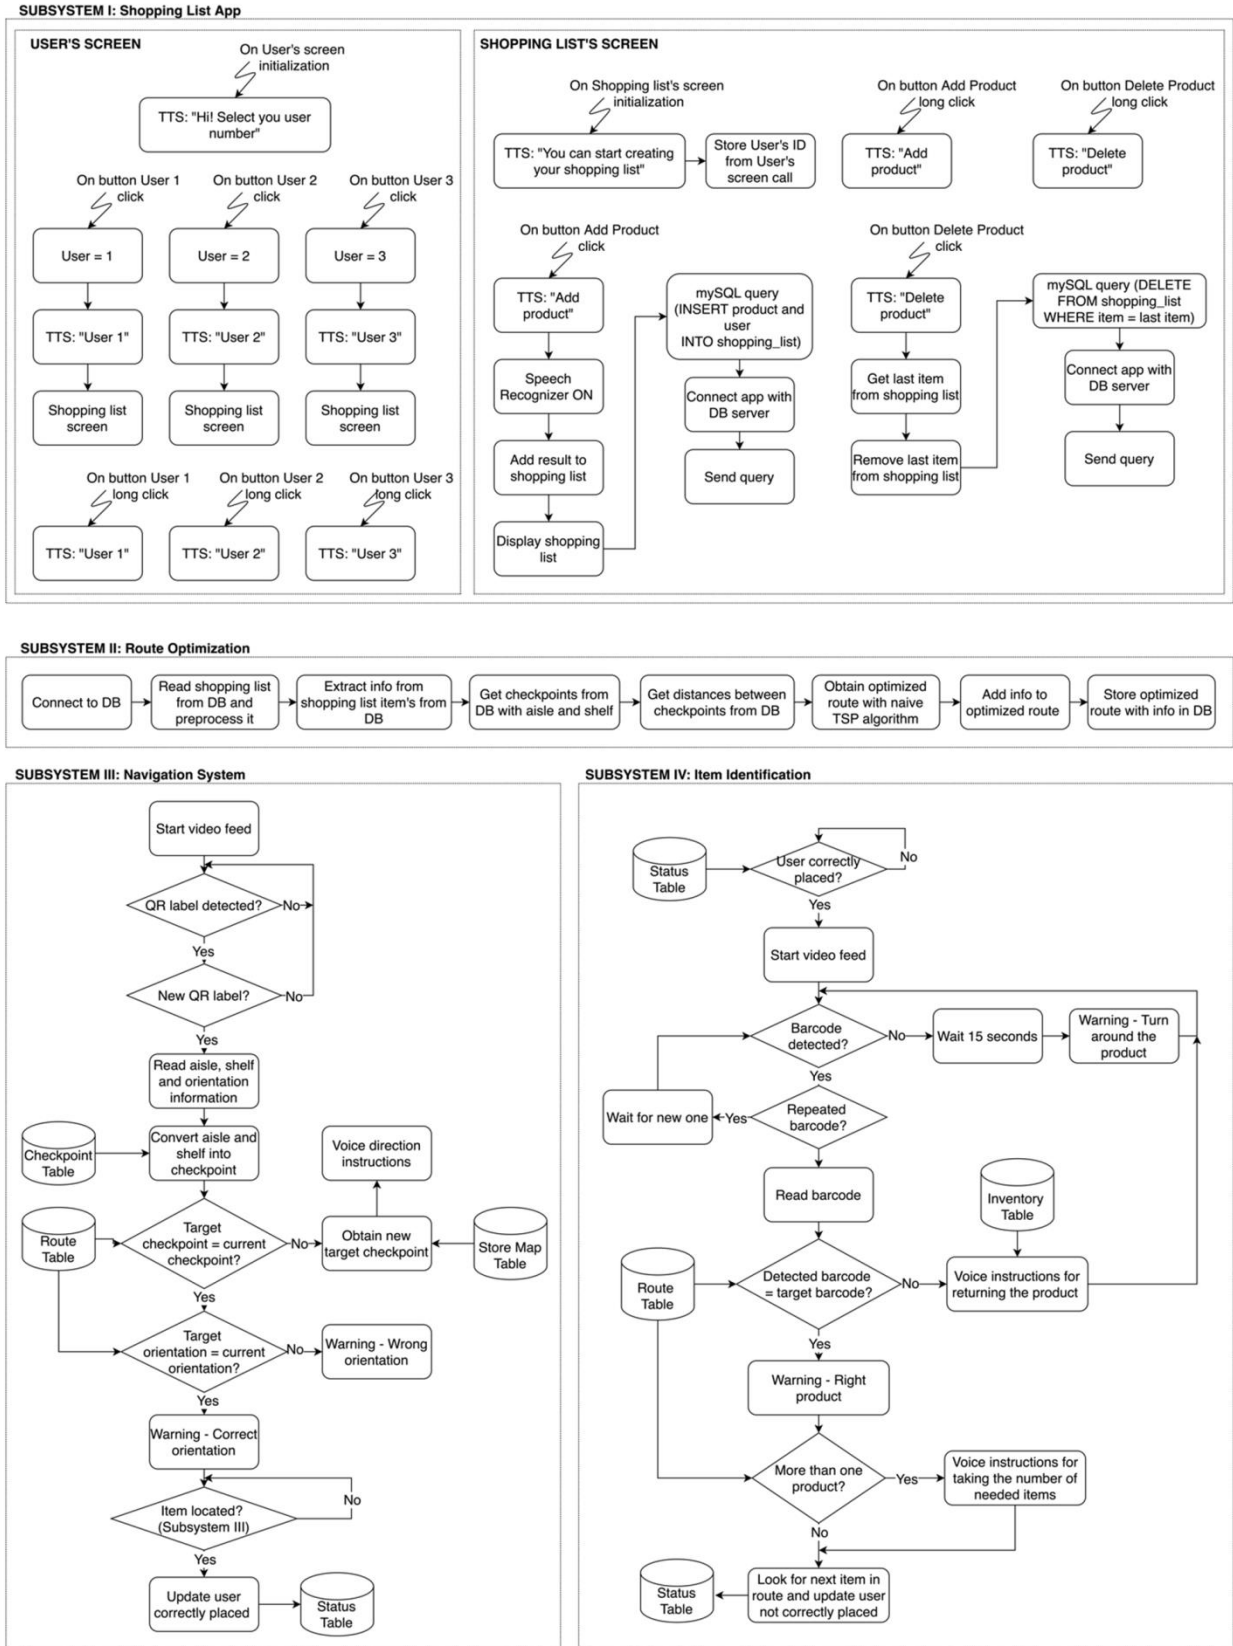 SUBSYSTEM I: Shopping List App
USER'S SCREEN
On User's screen
initialization
TTS: "Hi! Select you user
number"
On button User 1
click
On button User 2
click
On button User 3
click
User = 1
User = 2
User = 3
TTS: "User 1"
TTS: "User 2"
TTS: "User 3"
Shopping list
screen
Shopping list
screen
Shopping list
screen
On button User 1
long click
On button User 2
long click
On button User 3
long click
TTS: "User 1"
TTS: "User 2"
TTS: "User 3"
SHOPPING LIST'S SCREEN
On Shopping list's screen
initialization
TTS: "You can start creating
your shopping list"
Store User's ID
from User's
screen call
On button Add Product
long click
TTS: "Add
product"
On button Delete Product
long click
TTS: "Delete
product"
On button Add Product
click
TTS: "Add
product"
Speech
Recognizer ON
Add result to
shopping list
Display shopping
list
mySQL query
(INSERT product and
user
INTO shopping_list)
Connect app with
DB server
Send query
On button Delete Product
click
TTS: "Delete
product"
Get last item
from shopping list
Remove last item
from shopping list
mySQL query (DELETE
FROM shopping_list
WHERE item = last item)
Connect app with
DB server
Send query
SUBSYSTEM II: Route Optimization
Connect to DB
Read shopping list
from DB and
preprocess it
Extract info from
shopping list item's from
DB
Get checkpoints from
DB with aisle and shelf
Get distances between
checkpoints from DB
Obtain optimized
route with naive
TSP algorithm
Add info to
optimized route
Store optimized
route with info in DB
SUBSYSTEM III: Navigation System
Start video feed
QR label detected?
No
Yes
New QR label?
No
Yes
Read aisle, shelf
and orientation
information
Checkpoint
Table
Convert aisle and
shelf into
checkpoint
Voice direction
instructions
Route
Table
Target
checkpoint = current
checkpoint?
No
Obtain new
target checkpoint
Store Map
Table
Yes
Target
orientation = current
orientation?
No
Warning - Wrong
orientation
Yes
Warning - Correct
orientation
Item located?
(Subsystem III)
No
Yes
Update user
correctly placed
Status
Table
SUBSYSTEM IV: Item Identification
Status
Table
User correctly
placed?
No
Yes
Start video feed
Barcode
detected?
No
Wait 15 seconds
Warning - Turn
around the
product
Yes
Wait for new one
Yes
Repeated
barcode?
Read barcode
Inventory
Table
Route
Table
Detected barcode
= target barcode?
No
Voice instructions for
returning the product
Yes
Warning - Right
product
More than one
product?
Yes
Voice instructions for
taking the number of
needed items
No
Status
Table
Look for next item in
route and update user
not correctly placed